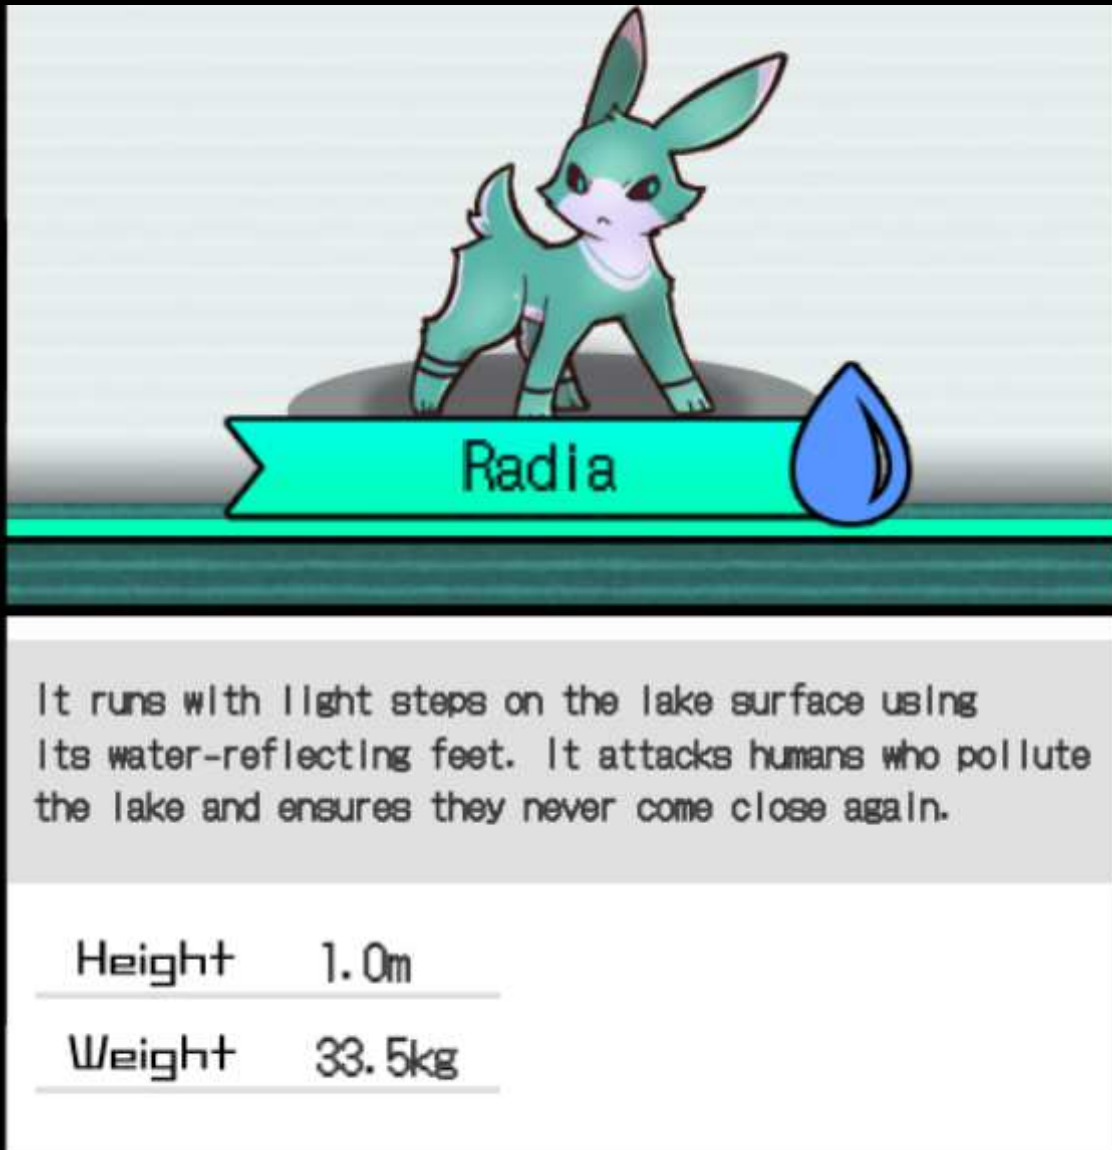 Radia
It runs with light steps on the lake surface using
its water-reflecting feet. It attacks humans who pollute
the lake and ensures they never come close again.
Height 1.0m
Weight 33.5kg